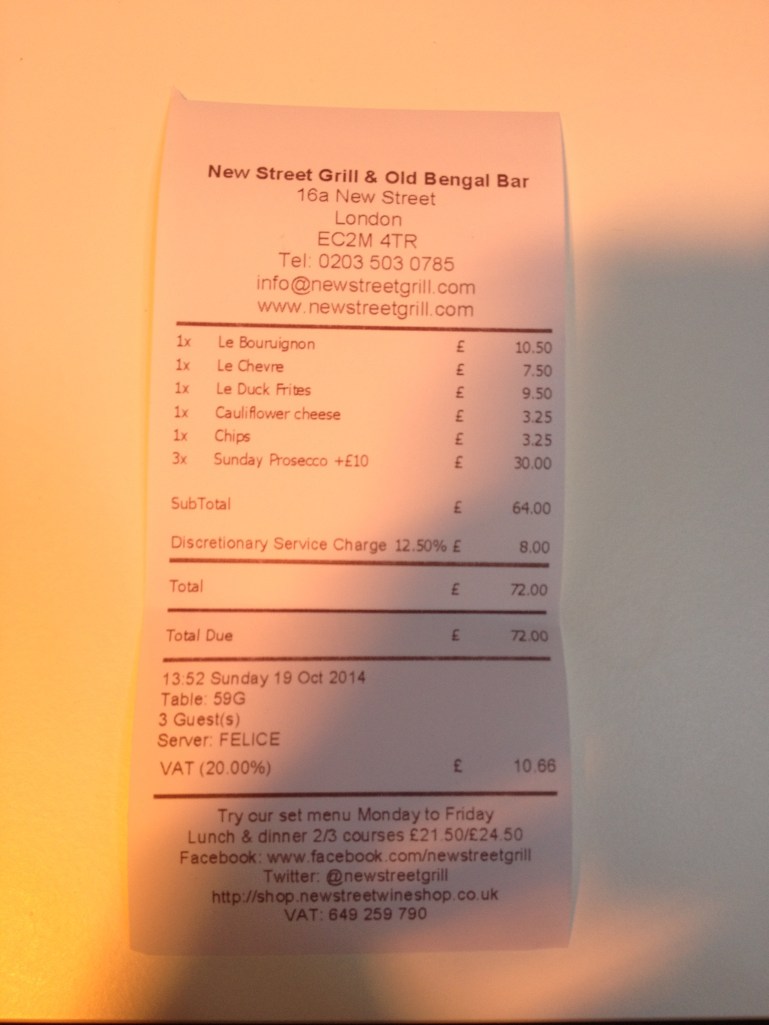 New Street Grill & Old Bengal Bar
16a New Street
London
EC2M 4TR
Tel: 0203 503 0785
info@newstreetgrill.com
www.newstreetgrill.com
1x Le Bouruignon £ 10.50
1x Le Chevre £ 7.50
1x Le Duck Frites £ 9.50
1x Cauliflower cheese £ 3.25
1x Chips £ 3.25
3x Sunday Prosecco +£10 £ 30.00
SubTotal £ 64.00
Discretionary Service Charge 12.50% £ 8.00
Total £ 72.00
Total Due £ 72.00
13:52 Sunday 19 Oct 2014
Table: 59G
3 Guest(s)
Server: FELICE
VAT (20.00%) £ 10.66
Try our set menu Monday to Friday
Lunch & dinner 2/3 courses £21.50/£24.50
Facebook: www.facebook.com/newstreetgrill
Twitter: @newstreetgrill
http://shop.newstreetwineshop.co.uk
VAT: 649 259 790